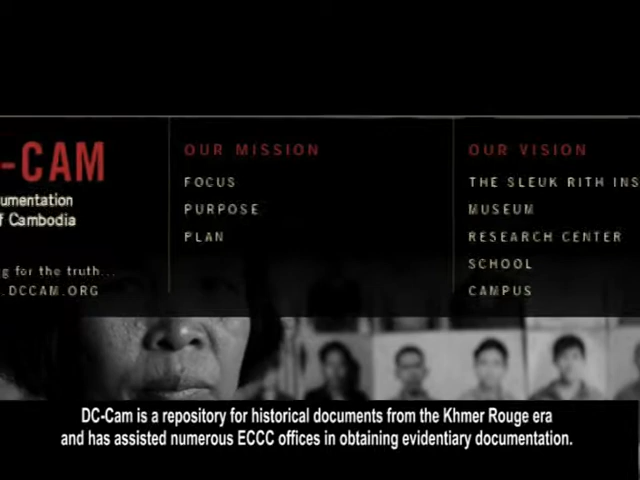 -CAM
umentation
f Cambodia
g for the truth...
.DCCAM.ORG
OUR MISSION
FOCUS
PURPOSE
PLAN
OUR VISION
THE SLEUK RITH INS
MUSEUM
RESEARCH CENTER
SCHOOL
CAMPUS
DC-Cam is a repository for historical documents from the Khmer Rouge era
and has assisted numerous ECCC offices in obtaining evidentiary documentation.